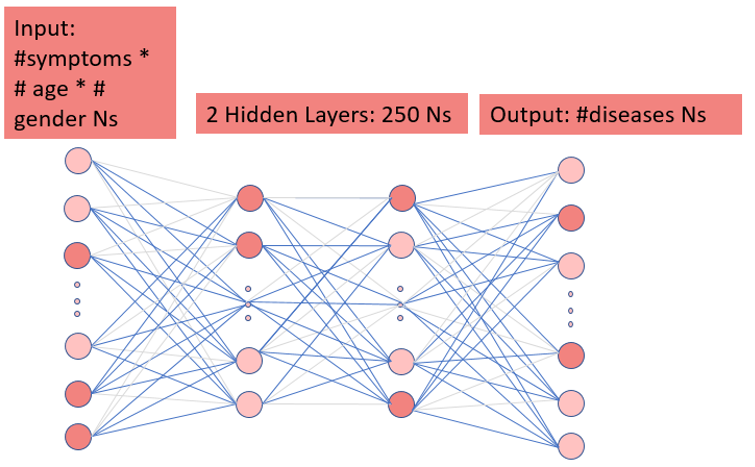 Input:
#symptoms *
# age * #
gender Ns
2 Hidden Layers: 250 Ns
Output: #diseases Ns